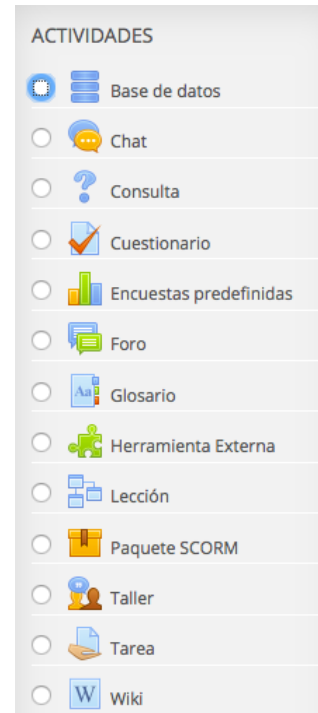 ACTIVIDADES
Base de datos
Chat
Consulta
Cuestionario
Encuestas predefinidas
Foro
Aa
Glosario
Herramienta Externa
Lección
Paquete SCORM
Taller
Tarea
W
Wiki